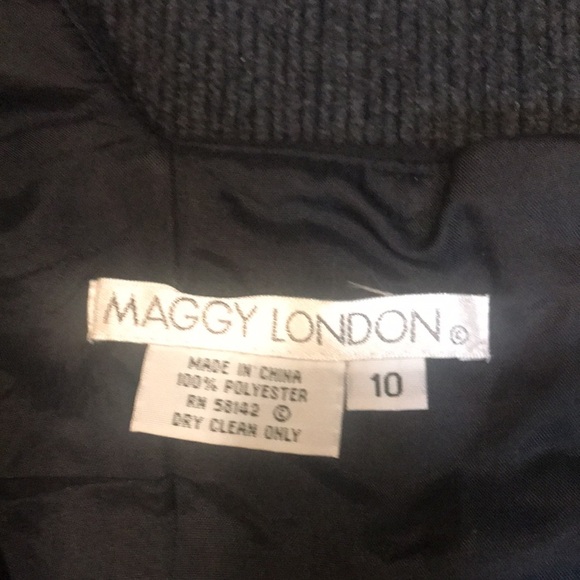 MAGGY LONDON ©
MADE IN CHINA
100% POLYESTER
RN 58142 ©
DRY CLEAN ONLY
10